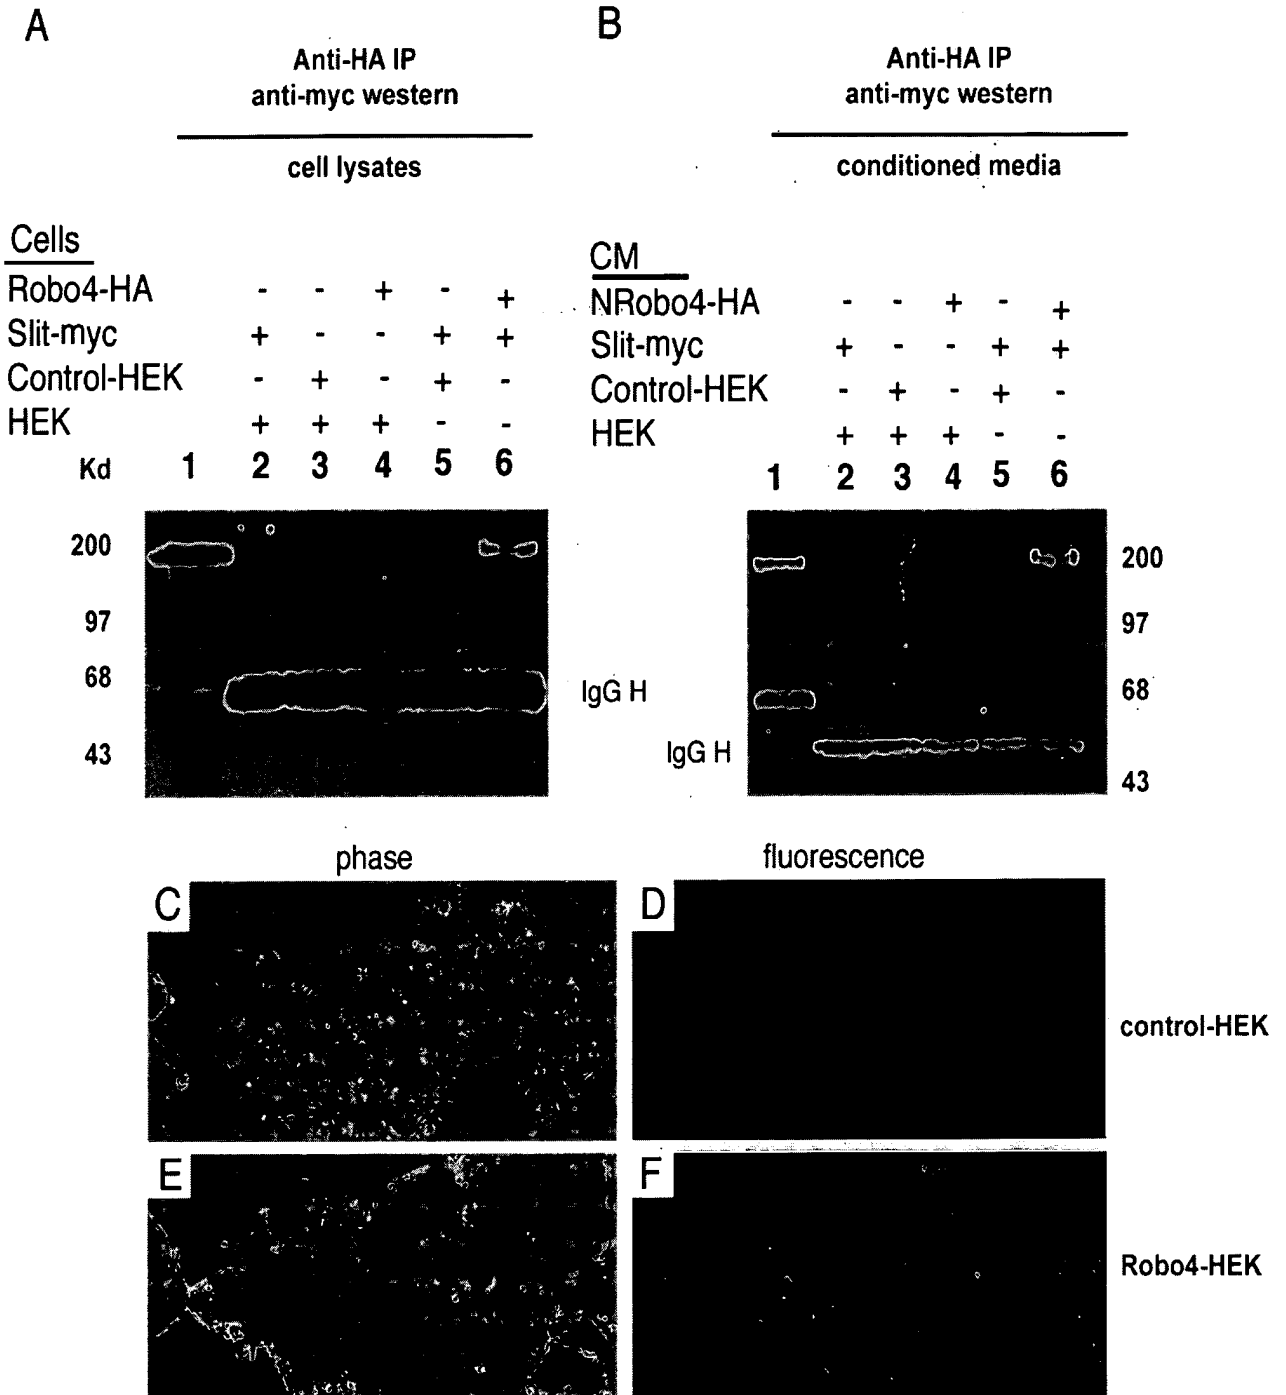 A
Anti-HA IP
anti-myc western
cell lysates
Cells
Robo4-HA - - + - +
Slit-myc + - - + +
Control-HEK - + - + -
HEK + + + - -
Kd 1 2 3 4 5 6
200
97
68
43
IgG H
B
Anti-HA IP
anti-myc western
conditioned media
CM
NRobo4-HA - - + - +
Slit-myc + - - + +
Control-HEK - + - + -
HEK + + + - -
1 2 3 4 5 6
200
97
68
43
IgG H
phase
fluorescence
C
D
control-HEK
E
F
Robo4-HEK